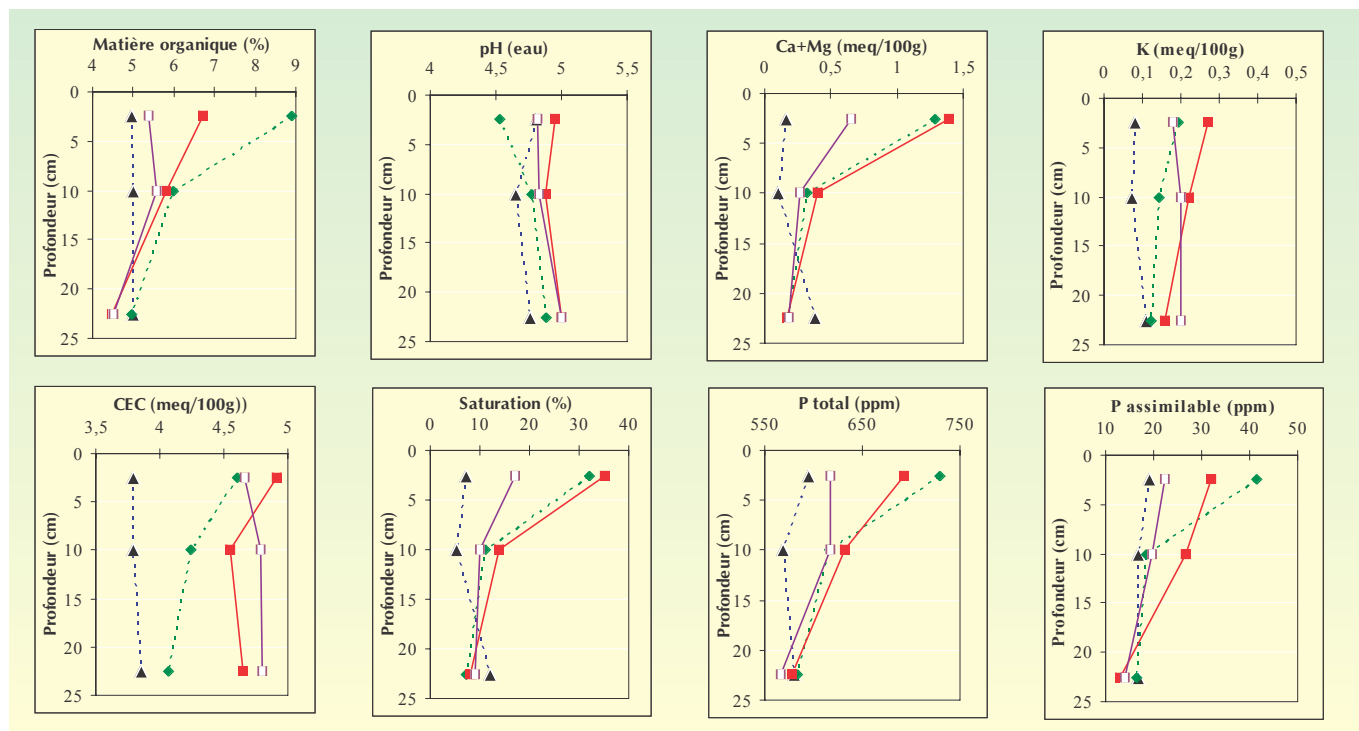 Matière organique (%)
4 5 6 7 8 9
0
5
10
15
20
25
Profondeur (cm)
pH (eau)
4 4,5 5 5,5
0
5
10
15
20
25
Profondeur (cm)
Ca+Mg (meq/100g)
0 0,5 1 1,5
0
5
10
15
20
25
Profondeur (cm)
K (meq/100g)
0 0,1 0,2 0,3 0,4 0,5
0
5
10
15
20
25
Profondeur (cm)
CEC (meq/100g))
3,5 4 4,5 5
0
5
10
15
20
25
Profondeur (cm)
Saturation (%)
0 10 20 30 40
0
5
10
15
20
25
Profondeur (cm)
P total (ppm)
550 650 750
0
5
10
15
20
25
Profondeur (cm)
P assimilable (ppm)
10 20 30 40 50
0
5
10
15
20
25
Profondeur (cm)